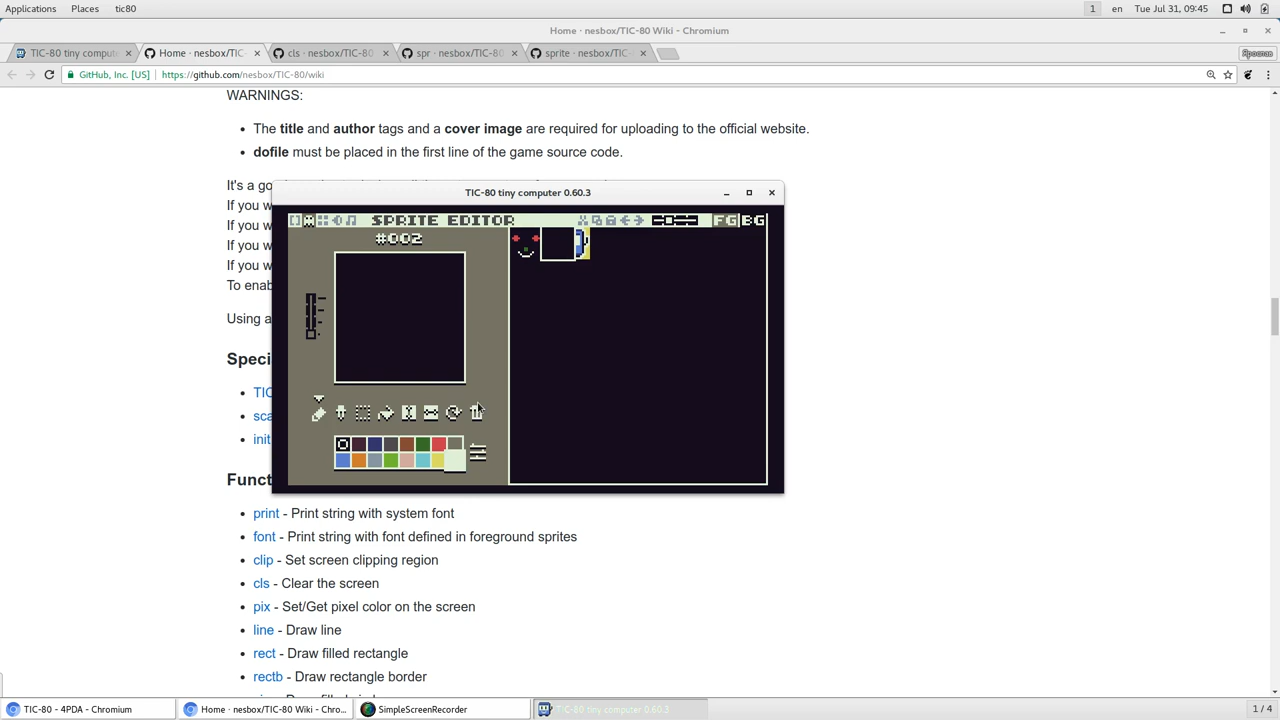 Applications Places tic80 1 en Tue Jul 31, 09:45
Home · nesbox/TIC-80 Wiki - Chromium
TIC-80 tiny comput Home · nesbox/TIC- cls · nesbox/TIC-80 spr · nesbox/TIC-80 sprite · nesbox/TIC- Ярослав
GitHub, Inc. [US] https://github.com/nesbox/TIC-80/wiki
WARNINGS:
• The title and author tags and a cover image are required for uploading to the official website.
• dofile must be placed in the first line of the game source code.
It's a go
If you w
If you w
If you w
If you w
To enab
Using a
Speci
• TIC
• sca
• init
Funct
TIC-80 tiny computer 0.60.3
SPRITE EDITOR FG BG
#002
• print - Print string with system font
• font - Print string with font defined in foreground sprites
• clip - Set screen clipping region
• cls - Clear the screen
• pix - Set/Get pixel color on the screen
• line - Draw line
• rect - Draw filled rectangle
• rectb - Draw rectangle border
TIC-80 - 4PDA - Chromium Home · nesbox/TIC-80 Wiki - Chro... SimpleScreenRecorder TIC-80 tiny computer 0.60.3 1 / 4